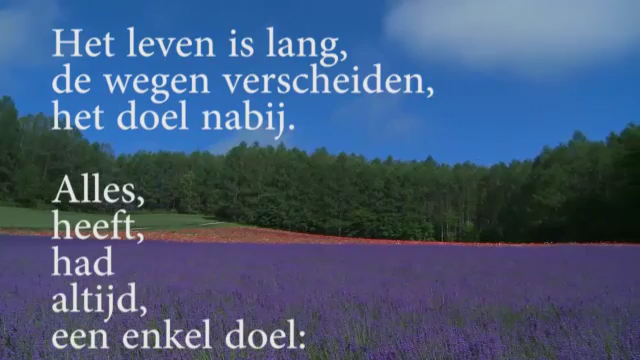 Het leven is lang,
de wegen verscheiden,
het doel nabij.
Alles,
heeft,
had
altijd,
een enkel doel: